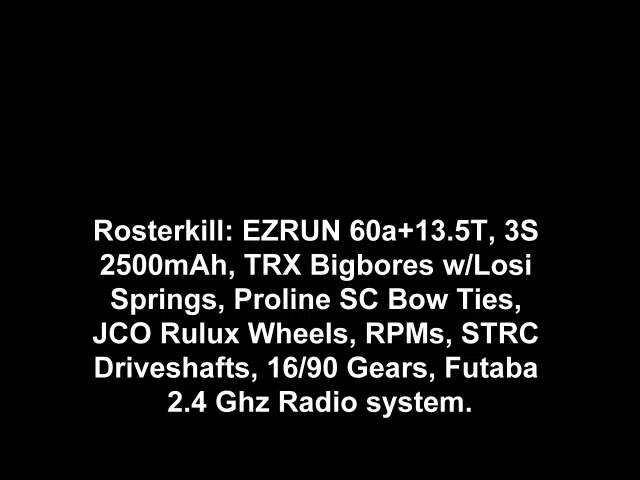 Rosterkill: EZRUN 60a+13.5T, 3S
2500mAh, TRX Bigbores w/Losi
Springs, Proline SC Bow Ties,
JCO Rulux Wheels, RPMs, STRC
Driveshafts, 16/90 Gears, Futaba
2.4 Ghz Radio system.